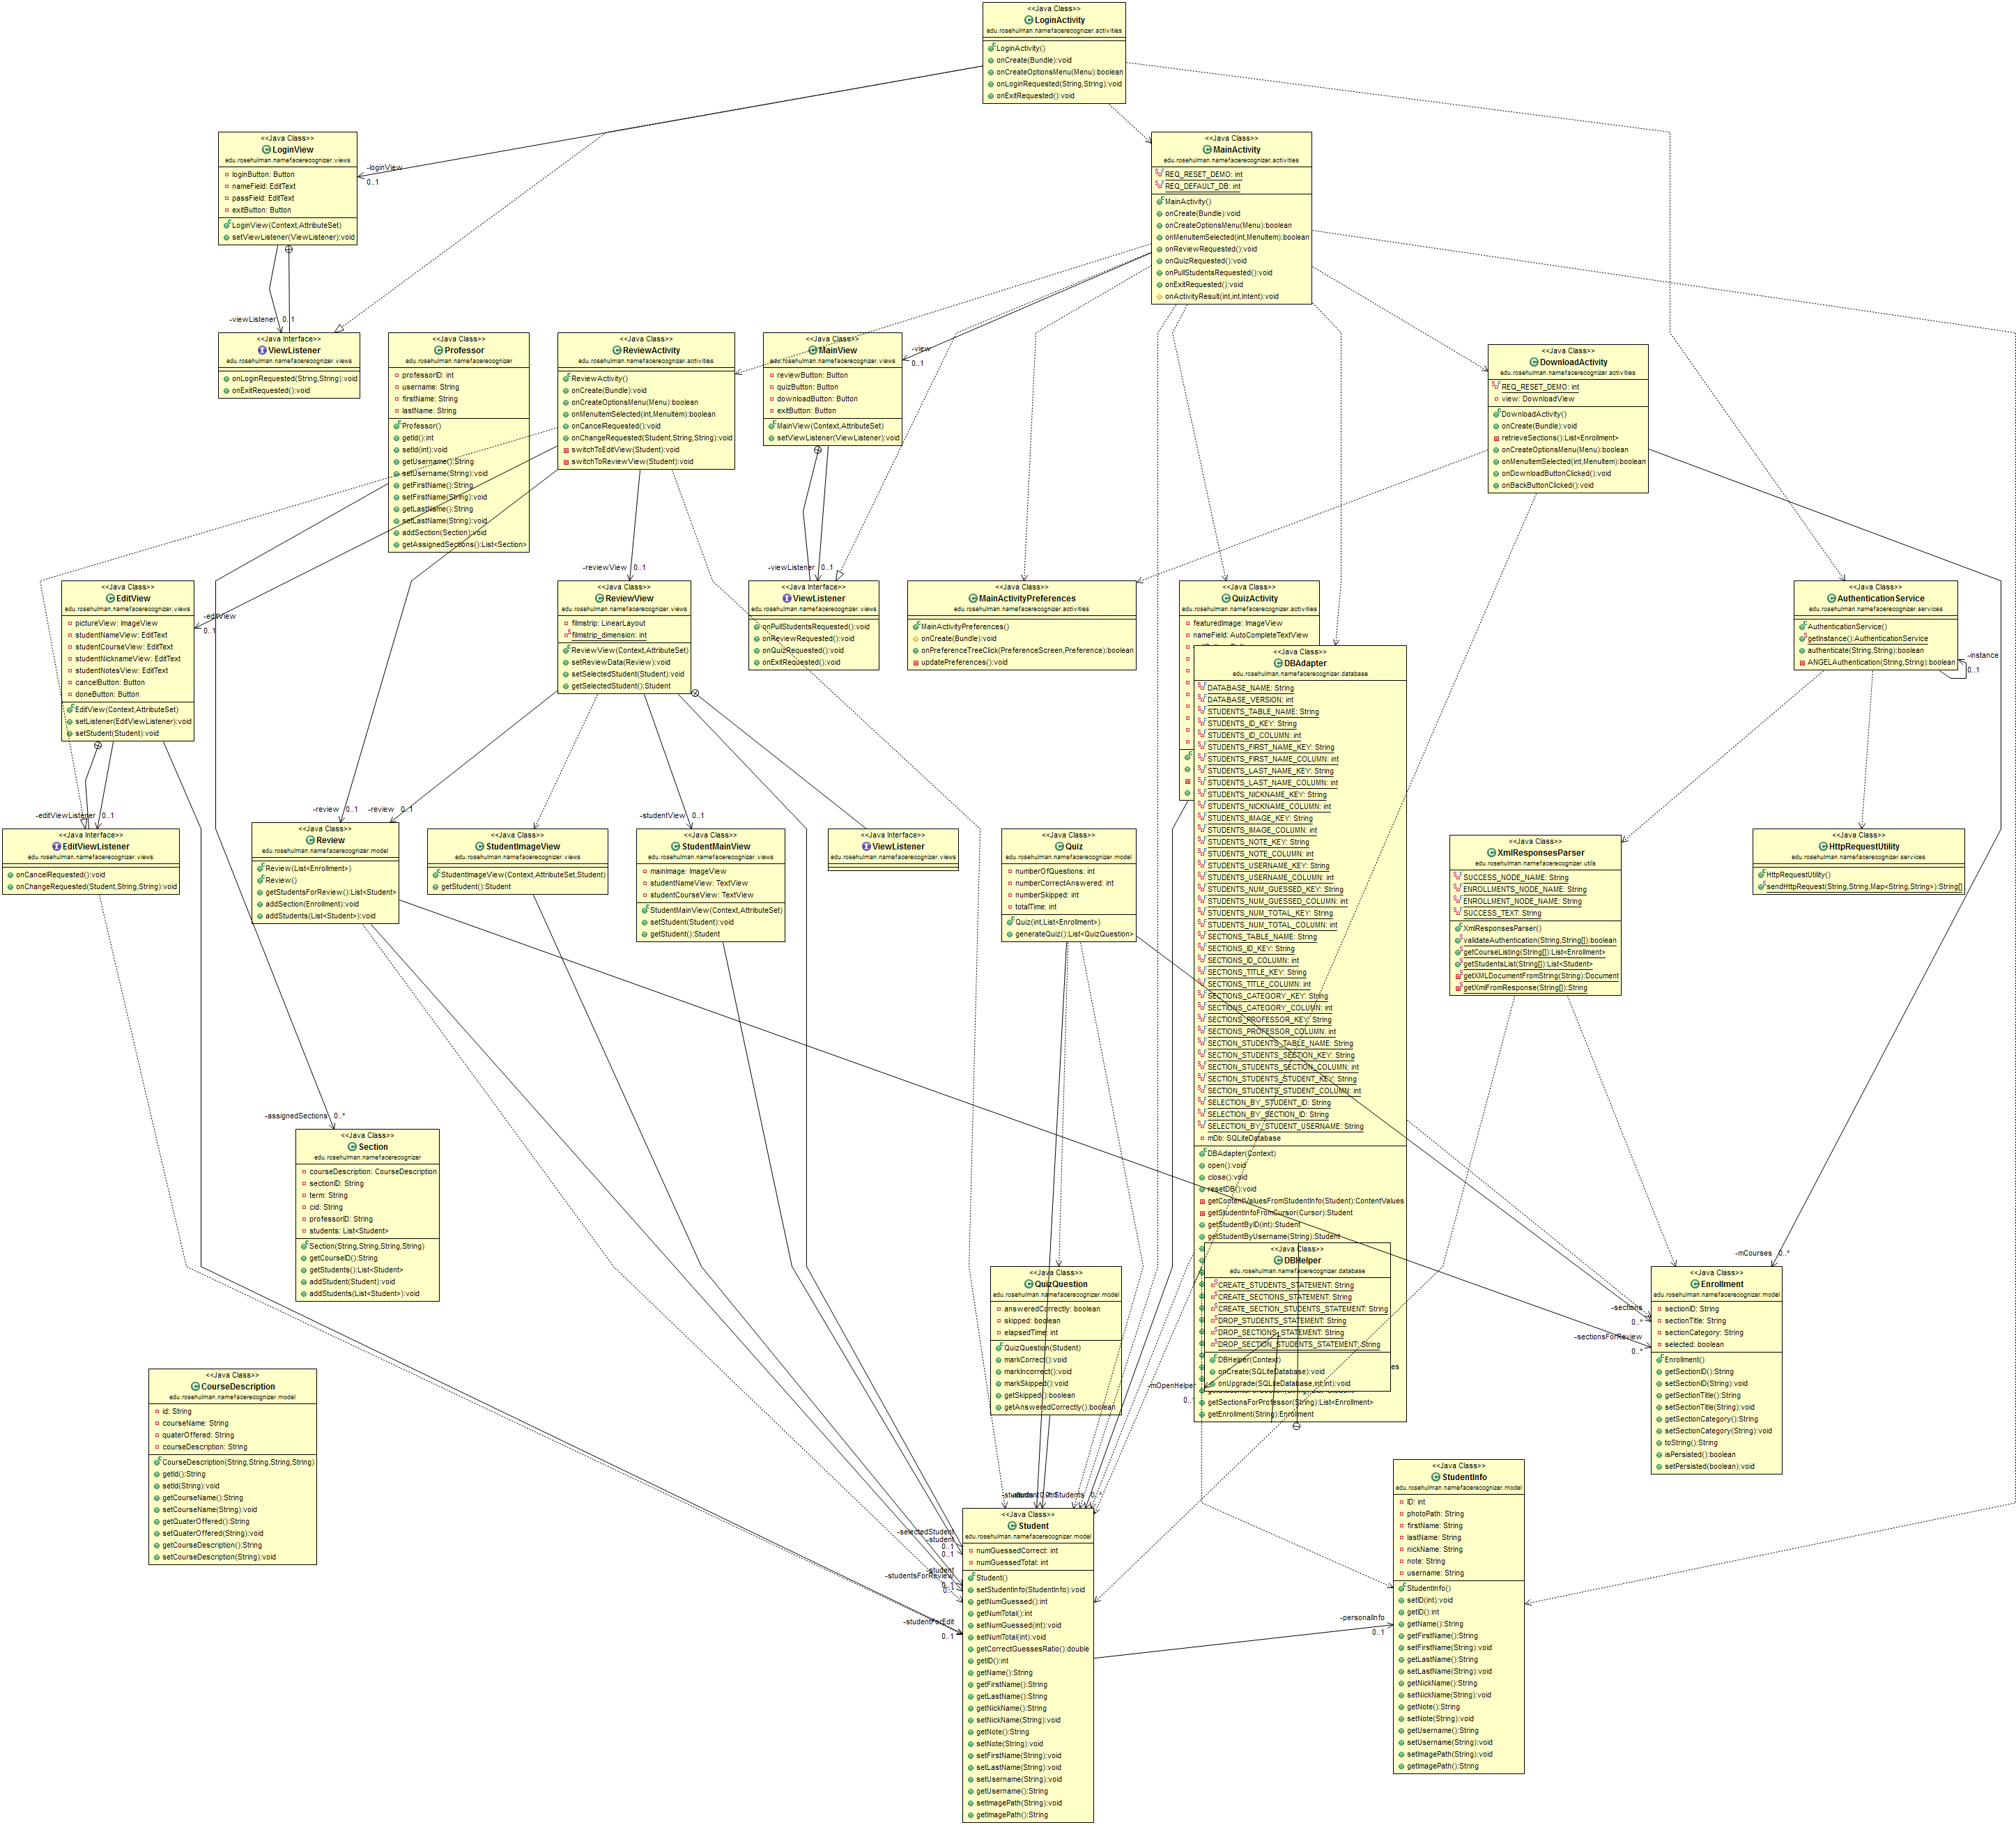 <<Java Class>>
LoginActivity
edu.rosehulman.namefacerecognizer.activities
LoginActivity()
onCreate(Bundle):void
onCreateOptionsMenu(Menu):boolean
onLoginRequested(String,String):void
onExitRequested():void
<<Java Class>>
LoginView
edu.rosehulman.namefacerecognizer.views
loginButton: Button
nameField: EditText
passField: EditText
exitButton: Button
LoginView(Context,AttributeSet)
setViewListener(ViewListener):void
-loginView
0..1
<<Java Class>>
MainActivity
edu.rosehulman.namefacerecognizer.activities
REQ_RESET_DEMO: int
REQ_DEFAULT_DB: int
MainActivity()
onCreate(Bundle):void
onCreateOptionsMenu(Menu):boolean
onMenuItemSelected(int,MenuItem):boolean
onReviewRequested():void
onQuizRequested():void
onPullStudentsRequested():void
onExitRequested():void
onActivityResult(int,int,Intent):void
-viewListener 0..1
<<Java Interface>>
ViewListener
edu.rosehulman.namefacerecognizer.views
onLoginRequested(String,String):void
onExitRequested():void
<<Java Class>>
Professor
edu.rosehulman.namefacerecognizer
professorID: int
username: String
firstName: String
lastName: String
Professor()
getId():int
setId(int):void
getUsername():String
setUsername(String):void
getFirstName():String
setFirstName(String):void
getLastName():String
setLastName(String):void
addSection(Section):void
getAssignedSections():List<Section>
<<Java Class>>
ReviewActivity
edu.rosehulman.namefacerecognizer.activities
ReviewActivity()
onCreate(Bundle):void
onCreateOptionsMenu(Menu):boolean
onMenuItemSelected(int,MenuItem):boolean
onCancelRequested():void
onChangeRequested(Student,String,String):void
switchToEditView(Student):void
switchToReviewView(Student):void
<<Java Class>>
MainView
edu.rosehulman.namefacerecognizer.views
reviewButton: Button
quizButton: Button
downloadButton: Button
exitButton: Button
MainView(Context,AttributeSet)
setViewListener(ViewListener):void
-view
0..1
<<Java Class>>
DownloadActivity
edu.rosehulman.namefacerecognizer.activities
REQ_RESET_DEMO: int
view: DownloadView
DownloadActivity()
onCreate(Bundle):void
retrieveSections():List<Enrollment>
onCreateOptionsMenu(Menu):boolean
onMenuItemSelected(int,MenuItem):boolean
onDownloadButtonClicked():void
onBackButtonClicked():void
<<Java Class>>
EditView
edu.rosehulman.namefacerecognizer.views
pictureView: ImageView
studentNameView: EditText
studentCourseView: EditText
studentNicknameView: EditText
studentNotesView: EditText
cancelButton: Button
doneButton: Button
EditView(Context,AttributeSet)
setListener(EditViewListener):void
setStudent(Student):void
-editView
0..1
-reviewView 0..1
<<Java Class>>
ReviewView
edu.rosehulman.namefacerecognizer.views
filmstrip: LinearLayout
filmstrip_dimension: int
ReviewView(Context,AttributeSet)
setReviewData(Review):void
setSelectedStudent(Student):void
getSelectedStudent():Student
-viewListener 0..1
<<Java Interface>>
ViewListener
edu.rosehulman.namefacerecognizer.views
onPullStudentsRequested():void
onReviewRequested():void
onQuizRequested():void
onExitRequested():void
<<Java Class>>
MainActivityPreferences
edu.rosehulman.namefacerecognizer.activities
MainActivityPreferences()
onCreate(Bundle):void
onPreferenceTreeClick(PreferenceScreen,Preference):boolean
updatePreferences():void
<<Java Class>>
QuizActivity
edu.rosehulman.namefacerecognizer.activities
featuredImage: ImageView
nameField: AutoCompleteTextView
<<Java Class>>
AuthenticationService
edu.rosehulman.namefacerecognizer.services
AuthenticationService()
getInstance():AuthenticationService
authenticate(String,String):boolean
ANGELAuthentication(String,String):boolean
-instance
0..1
<<Java Class>>
DBAdapter
edu.rosehulman.namefacerecognizer.database
DATABASE_NAME: String
DATABASE_VERSION: int
STUDENTS_TABLE_NAME: String
STUDENTS_ID_KEY: String
STUDENTS_ID_COLUMN: int
STUDENTS_FIRST_NAME_KEY: String
STUDENTS_FIRST_NAME_COLUMN: int
STUDENTS_LAST_NAME_KEY: String
STUDENTS_LAST_NAME_COLUMN: int
STUDENTS_NICKNAME_KEY: String
STUDENTS_NICKNAME_COLUMN: int
STUDENTS_IMAGE_KEY: String
STUDENTS_IMAGE_COLUMN: int
STUDENTS_NOTE_KEY: String
STUDENTS_NOTE_COLUMN: int
STUDENTS_USERNAME_KEY: String
STUDENTS_USERNAME_COLUMN: int
STUDENTS_NUM_GUESSED_KEY: String
STUDENTS_NUM_GUESSED_COLUMN: int
STUDENTS_NUM_TOTAL_KEY: String
STUDENTS_NUM_TOTAL_COLUMN: int
SECTIONS_TABLE_NAME: String
SECTIONS_ID_KEY: String
SECTIONS_ID_COLUMN: int
SECTIONS_TITLE_KEY: String
SECTIONS_TITLE_COLUMN: int
SECTIONS_CATEGORY_KEY: String
SECTIONS_CATEGORY_COLUMN: int
SECTIONS_PROFESSOR_KEY: String
SECTIONS_PROFESSOR_COLUMN: int
SECTION_STUDENTS_TABLE_NAME: String
SECTION_STUDENTS_SECTION_KEY: String
SECTION_STUDENTS_SECTION_COLUMN: int
SECTION_STUDENTS_STUDENT_KEY: String
SECTION_STUDENTS_STUDENT_COLUMN: int
SELECTION_BY_STUDENT_ID: String
SELECTION_BY_SECTION_ID: String
SELECTION_BY_STUDENT_USERNAME: String
mDb: SQLiteDatabase
DBAdapter(Context)
open():void
close():void
resetDB():void
getContentValuesFromStudentInfo(Student):ContentValues
getStudentInfoFromCursor(Cursor):Student
getStudentByID(int):Student
getStudentByUsername(String):Student
<<Java Class>>
DBHelper
edu.rosehulman.namefacerecognizer.database
CREATE_STUDENTS_STATEMENT: String
CREATE_SECTIONS_STATEMENT: String
CREATE_SECTION_STUDENTS_STATEMENT: String
DROP_STUDENTS_STATEMENT: String
DROP_SECTIONS_STATEMENT: String
DROP_SECTION_STUDENTS_STATEMENT: String
DBHelper(Context)
onCreate(SQLiteDatabase):void
onUpgrade(SQLiteDatabase,int,int):void
getSectionsForProfessor(String):List<Enrollment>
getEnrollment(String):Enrollment
-mOpenHelper
-editViewListener 0..1
<<Java Interface>>
EditViewListener
edu.rosehulman.namefacerecognizer.views
onCancelRequested():void
onChangeRequested(Student,String,String):void
-review 0..1
-review 0..1
<<Java Class>>
Review
edu.rosehulman.namefacerecognizer.model
Review(List<Enrollment>)
Review()
getStudentsForReview():List<Student>
addSection(Enrollment):void
addStudents(List<Student>):void
<<Java Class>>
StudentImageView
edu.rosehulman.namefacerecognizer.views
StudentImageView(Context,AttributeSet,Student)
getStudent():Student
-studentView 0..1
<<Java Class>>
StudentMainView
edu.rosehulman.namefacerecognizer.views
mainImage: ImageView
studentNameView: TextView
studentCourseView: TextView
StudentMainView(Context,AttributeSet)
setStudent(Student):void
getStudent():Student
<<Java Interface>>
ViewListener
edu.rosehulman.namefacerecognizer.views
<<Java Class>>
Quiz
edu.rosehulman.namefacerecognizer.model
numberOfQuestions: int
numberCorrectAnswered: int
numberSkipped: int
totalTime: int
Quiz(int,List<Enrollment>)
generateQuiz():List<QuizQuestion>
<<Java Class>>
XmlResponsesParser
edu.rosehulman.namefacerecognizer.utils
SUCCESS_NODE_NAME: String
ENROLLMENTS_NODE_NAME: String
ENROLLMENT_NODE_NAME: String
SUCCESS_TEXT: String
XmlResponsesParser()
validateAuthentication(String,String[]):boolean
getCourseListing(String[]):List<Enrollment>
getStudentsList(String[]):List<Student>
getXMLDocumentFromString(String):Document
getXmlFromResponse(String[]):String
<<Java Class>>
HttpRequestUtility
edu.rosehulman.namefacerecognizer.services
HttpRequestUtility()
sendHttpRequest(String,String,Map<String,String>):String[]
-assignedSections 0..*
<<Java Class>>
Section
edu.rosehulman.namefacerecognizer
courseDescription: CourseDescription
sectionID: String
term: String
cid: String
professorID: String
students: List<Student>
Section(String,String,String,String)
getCourseID():String
getStudents():List<Student>
addStudent(Student):void
addStudents(List<Student>):void
<<Java Class>>
QuizQuestion
edu.rosehulman.namefacerecognizer.model
answeredCorrectly: boolean
skipped: boolean
elapsedTime: int
QuizQuestion(Student)
markCorrect():void
markIncorrect():void
markSkipped():void
getSkipped():boolean
getAnsweredCorrectly():boolean
-mCourses 0..*
-sections
0..*
-sectionsForReview
0..*
<<Java Class>>
Enrollment
edu.rosehulman.namefacerecognizer.model
sectionID: String
sectionTitle: String
sectionCategory: String
selected: boolean
Enrollment()
getSectionID():String
setSectionID(String):void
getSectionTitle():String
setSectionTitle(String):void
getSectionCategory():String
setSectionCategory(String):void
toString():String
isPersisted():boolean
setPersisted(boolean):void
<<Java Class>>
CourseDescription
edu.rosehulman.namefacerecognizer.model
id: String
courseName: String
quaterOffered: String
courseDescription: String
CourseDescription(String,String,String,String)
getId():String
setId(String):void
getCourseName():String
setCourseName(String):void
getQuaterOffered():String
setQuaterOffered(String):void
getCourseDescription():String
setCourseDescription(String):void
-selectedStudent
-student
0..1
0..1
-student
-studentsForReview
-studentForEdit
0..1
<<Java Class>>
Student
edu.rosehulman.namefacerecognizer.model
numGuessedCorrect: int
numGuessedTotal: int
Student()
setStudentInfo(StudentInfo):void
getNumGuessed():int
getNumTotal():int
setNumGuessed(int):void
setNumTotal(int):void
getCorrectGuessesRatio():double
getID():int
getName():String
getFirstName():String
getLastName():String
getNickName():String
setNickName(String):void
getNote():String
setNote(String):void
setFirstName(String):void
setLastName(String):void
setUsername(String):void
getUsername():String
setImagePath(String):void
getImagePath():String
-personalInfo
0..1
<<Java Class>>
StudentInfo
edu.rosehulman.namefacerecognizer.model
ID: int
photoPath: String
firstName: String
lastName: String
nickName: String
note: String
username: String
StudentInfo()
setID(int):void
getID():int
getName():String
getFirstName():String
setFirstName(String):void
getLastName():String
setLastName(String):void
getNickName():String
setNickName(String):void
getNote():String
setNote(String):void
getUsername():String
setUsername(String):void
setImagePath(String):void
getImagePath():String